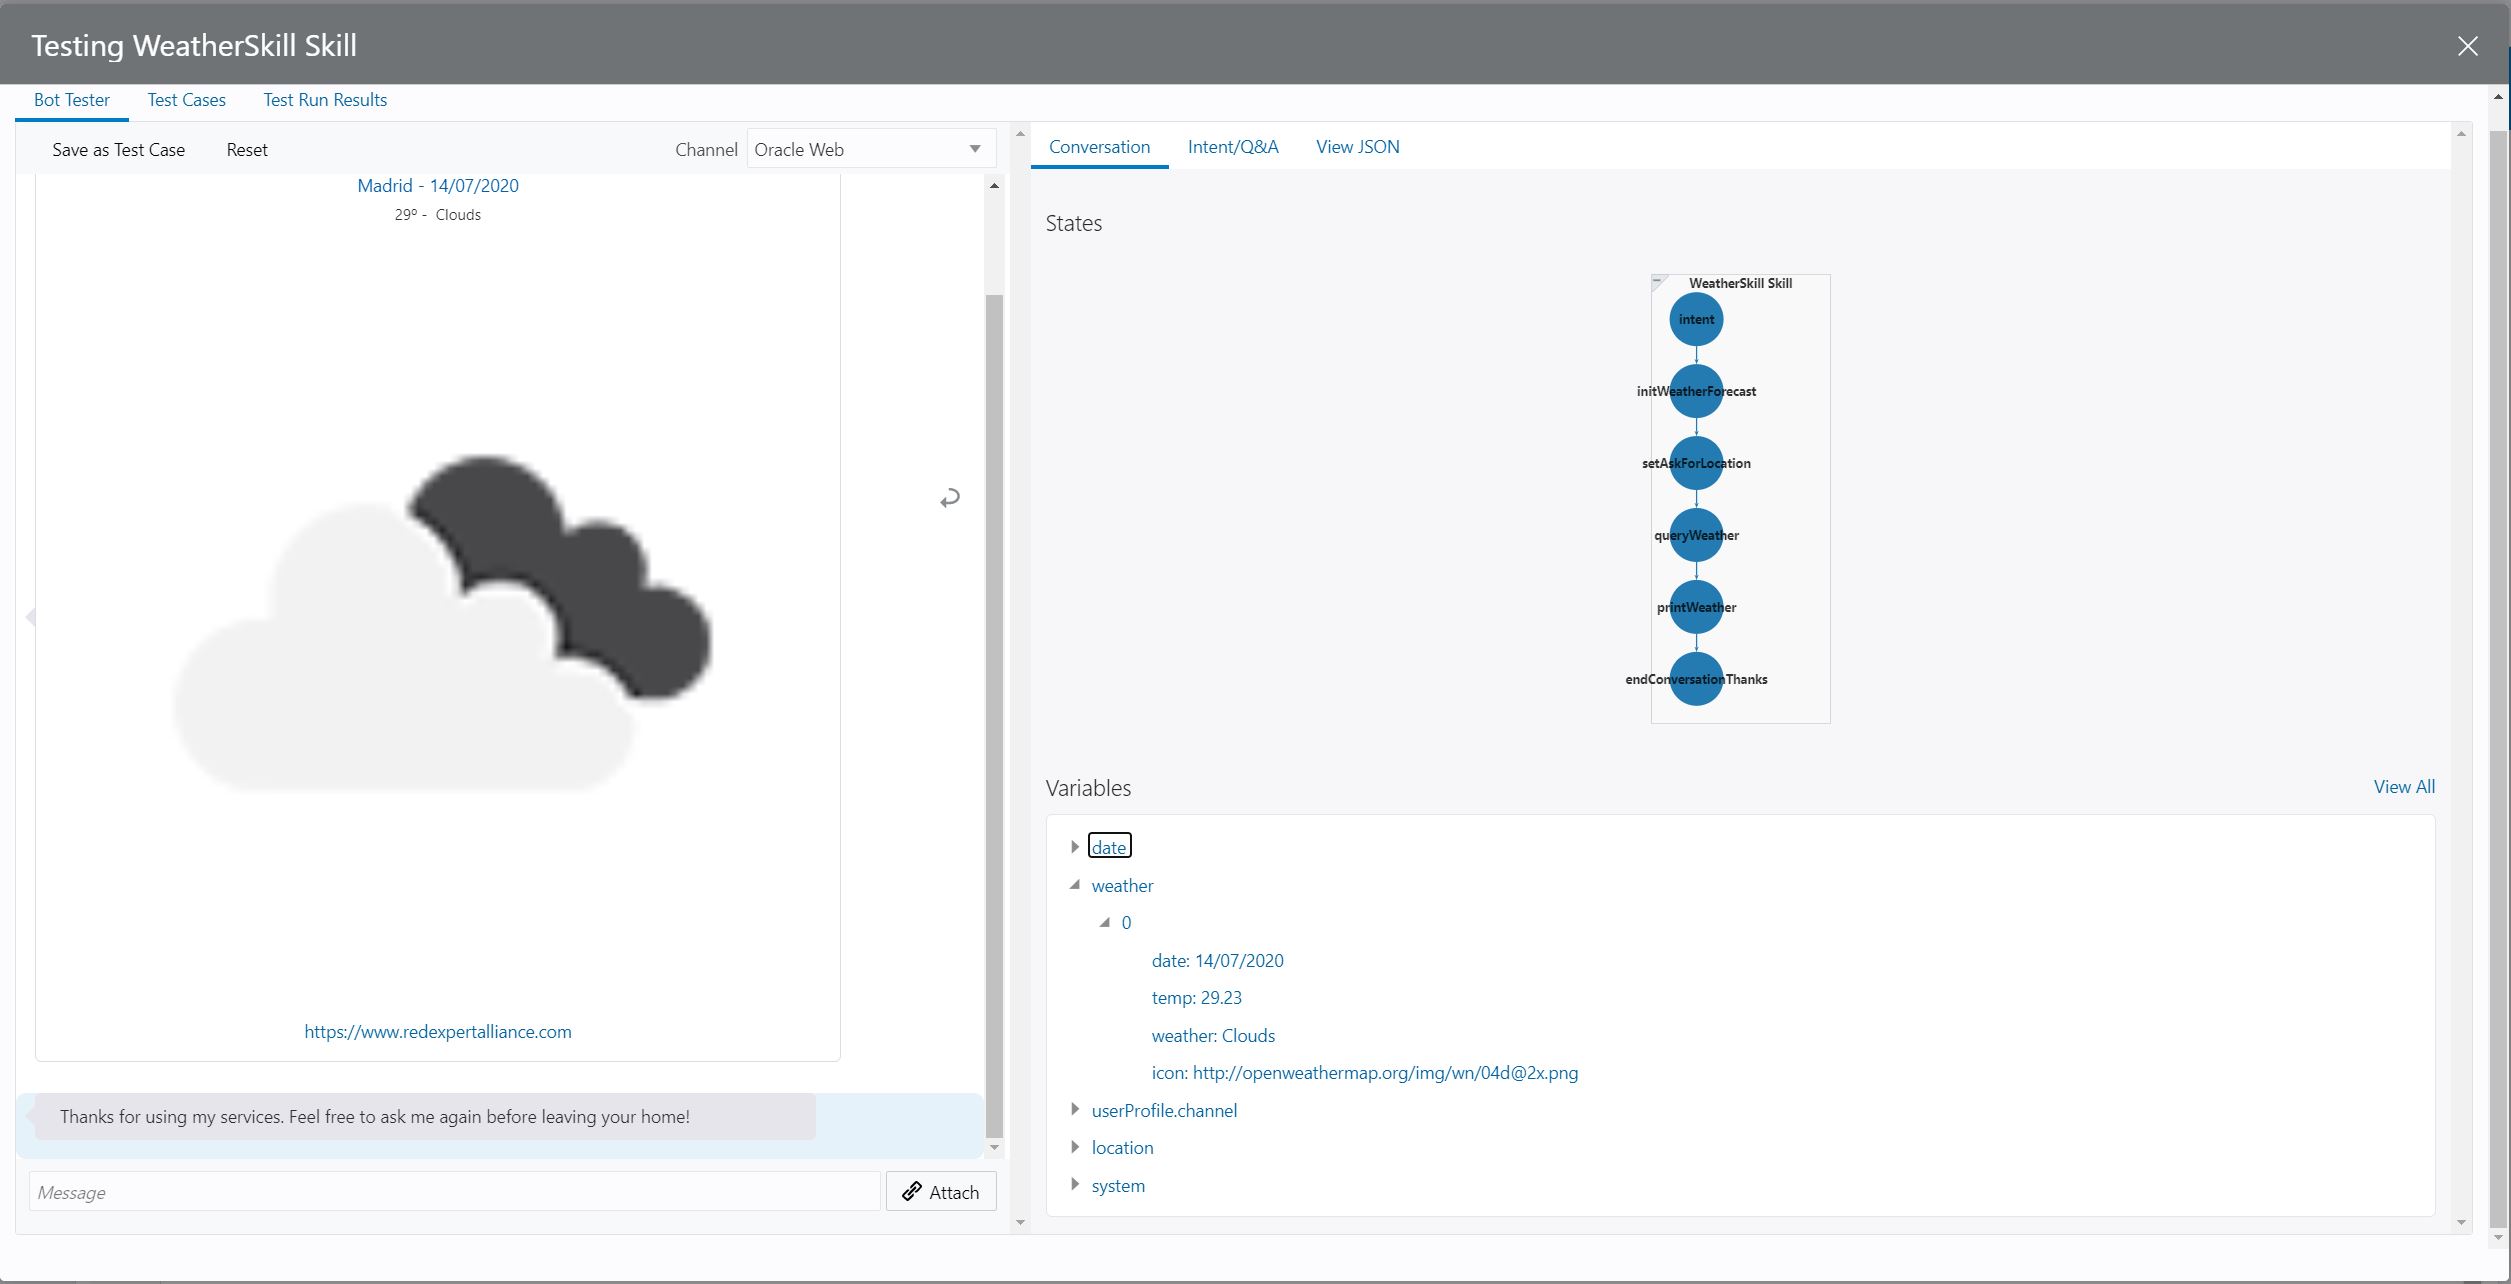 Testing WeatherSkill Skill
Bot Tester Test Cases Test Run Results
Save as Test Case Reset Channel Oracle Web
Madrid - 14/07/2020
29º - Clouds
https://www.redexpertalliance.com
Thanks for using my services. Feel free to ask me again before leaving your home!
Message Attach
Conversation Intent/Q&A View JSON
States
WeatherSkill Skill
intent
initWeatherForecast
setAskForLocation
queryWeather
printWeather
endConversationThanks
Variables View All
date
weather
0
date: 14/07/2020
temp: 29.23
weather: Clouds
icon: http://openweathermap.org/img/wn/04d@2x.png
userProfile.channel
location
system